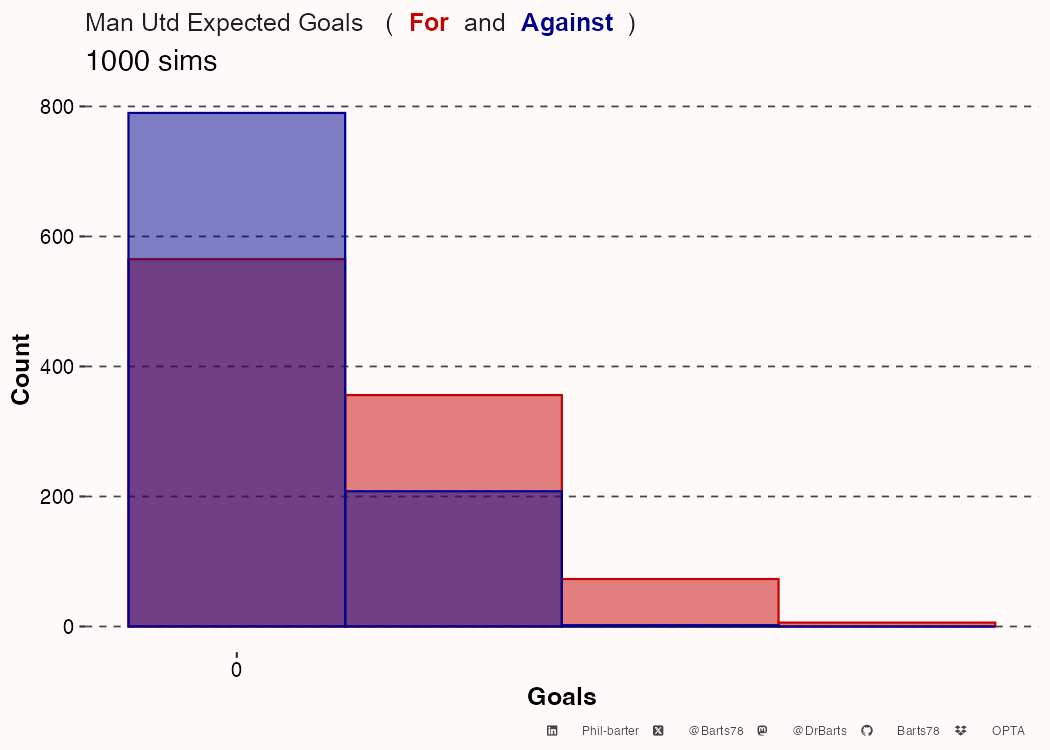 Man Utd Expected Goals ( For and Against )
1000 sims
800
600
400
200
0
Count
0
Goals
Phil-barter @Barts78 @DrBarts Barts78 OPTA